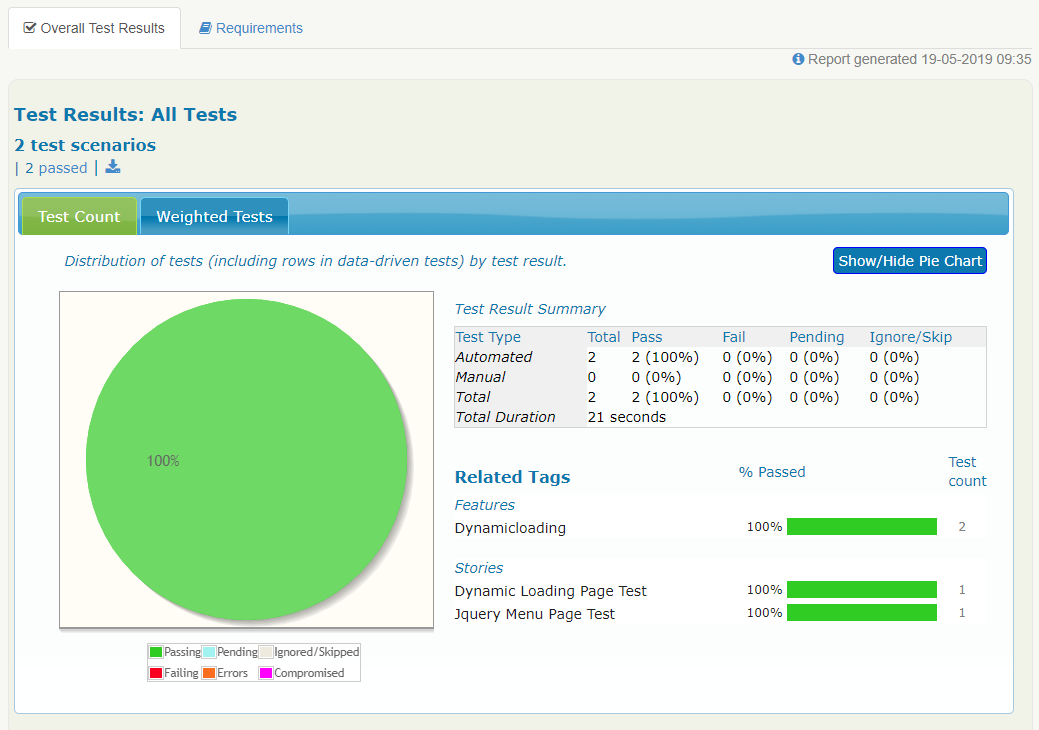 Overall Test Results Requirements
Report generated 19-05-2019 09:35
Test Results: All Tests
2 test scenarios
| 2 passed |
Test Count Weighted Tests
Distribution of tests (including rows in data-driven tests) by test result.
Show/Hide Pie Chart
100%
Passing Pending Ignored/Skipped
Failing Errors Compromised
Test Result Summary
Test Type Total Pass Fail Pending Ignore/Skip
Automated 2 2 (100%) 0 (0%) 0 (0%) 0 (0%)
Manual 0 0 (0%) 0 (0%) 0 (0%) 0 (0%)
Total 2 2 (100%) 0 (0%) 0 (0%) 0 (0%)
Total Duration 21 seconds
Related Tags % Passed Test count
Features
Dynamicloading 100% 2
Stories
Dynamic Loading Page Test 100% 1
Jquery Menu Page Test 100% 1